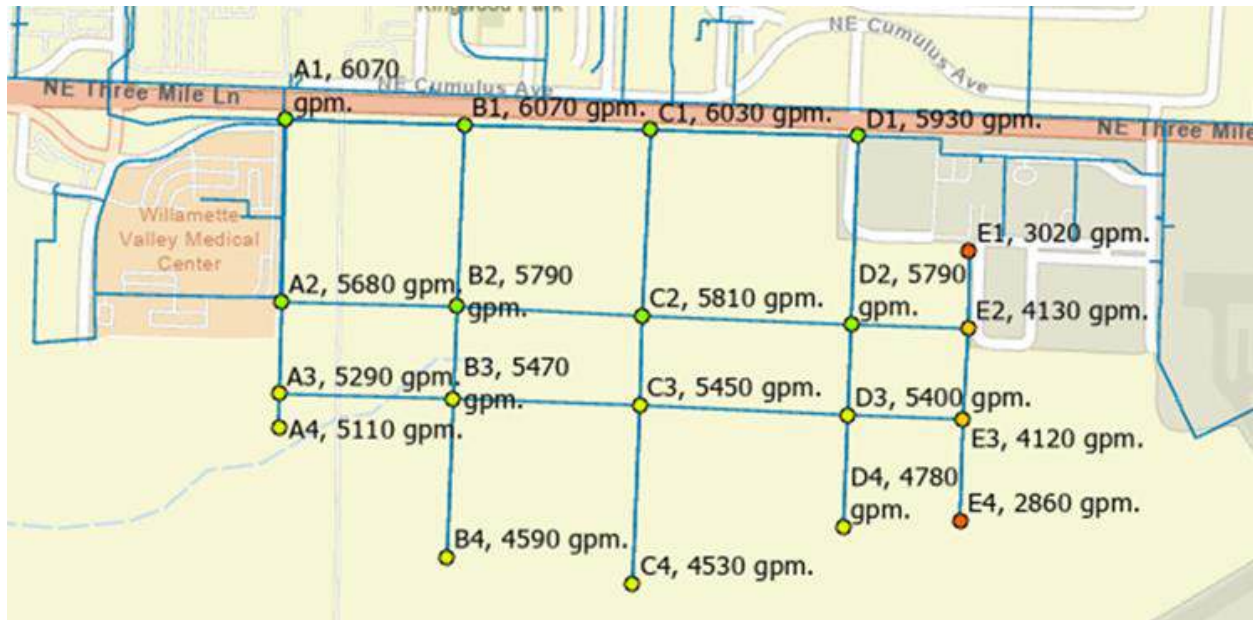 Kingwood Park
NE Cumulus Ave
A1, 6070
gpm.
NE Three Mile Ln
NE Cumulus Ave
B1, 6070 gpm.
C1, 6030 gpm.
D1, 5930 gpm.
NE Three Mile
Willamette
Valley Medical
Center
E1, 3020 gpm.
A2, 5680 gpm.
B2, 5790
gpm.
C2, 5810 gpm.
D2, 5790
gpm.
E2, 4130 gpm.
A3, 5290 gpm.
B3, 5470
gpm.
C3, 5450 gpm.
D3, 5400 gpm.
A4, 5110 gpm.
E3, 4120 gpm.
D4, 4780
gpm.
E4, 2860 gpm.
B4, 4590 gpm.
C4, 4530 gpm.